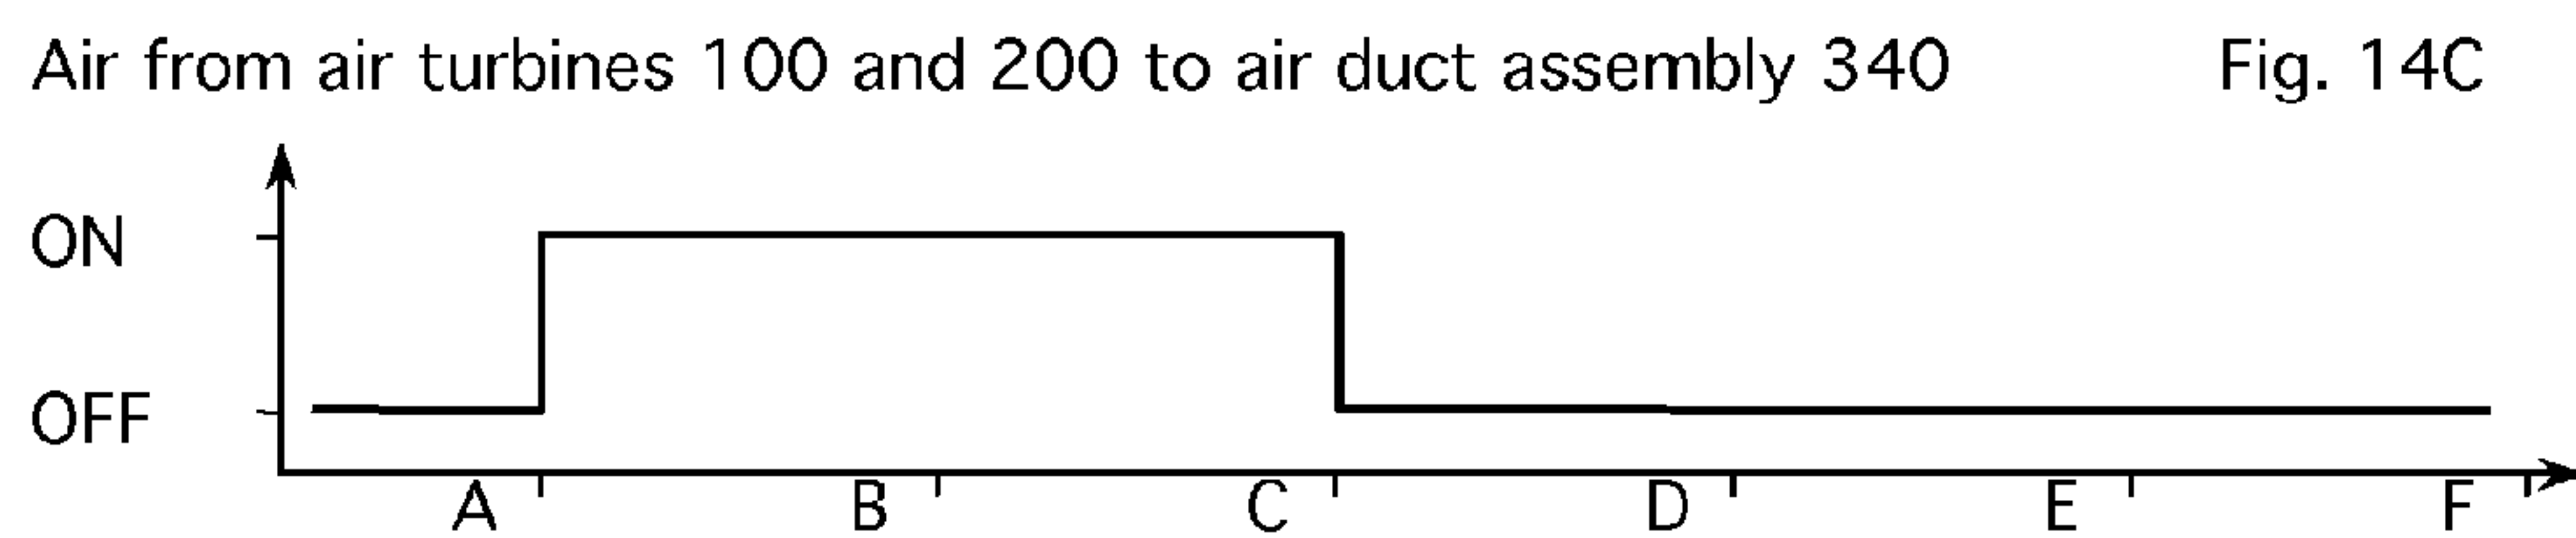 Air from air turbines 100 and 200 to air duct assembly 340 Fig. 14C
ON
OFF
A B C D E F